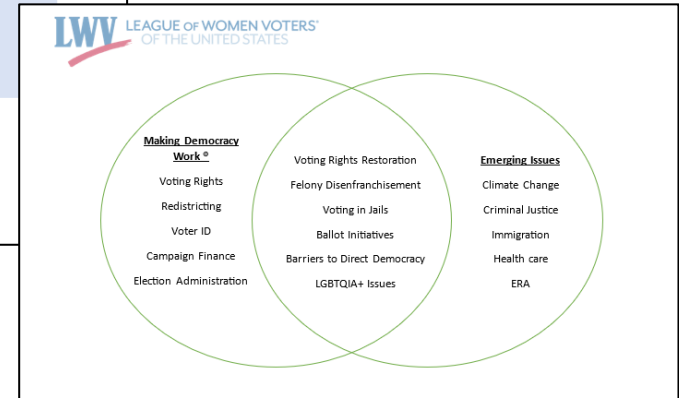 LWV LEAGUE OF WOMEN VOTERS®
OF THE UNITED STATES
Making Democracy
Work ®
Voting Rights
Redistricting
Voter ID
Campaign Finance
Election Administration
Voting Rights Restoration
Felony Disenfranchisement
Voting in Jails
Ballot Initiatives
Barriers to Direct Democracy
LGBTQIA+ Issues
Emerging Issues
Climate Change
Criminal Justice
Immigration
Health care
ERA